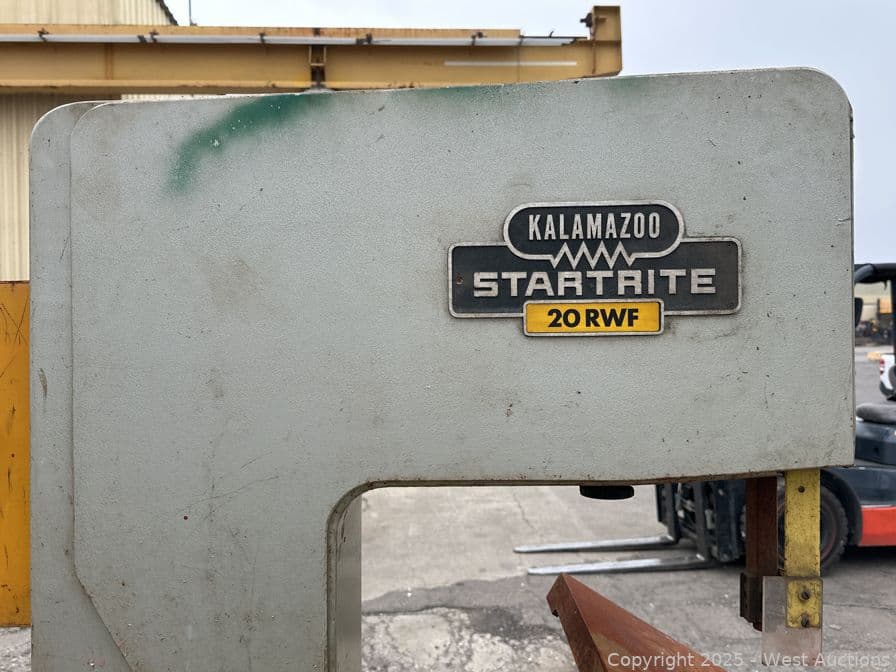 KALAMAZOO
STARTRITE
20 RWF
Copyright © 2025 - West Auctions